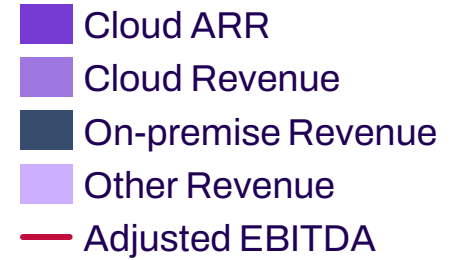 Cloud ARR
Cloud Revenue
On-premise Revenue
Other Revenue
Adjusted EBITDA